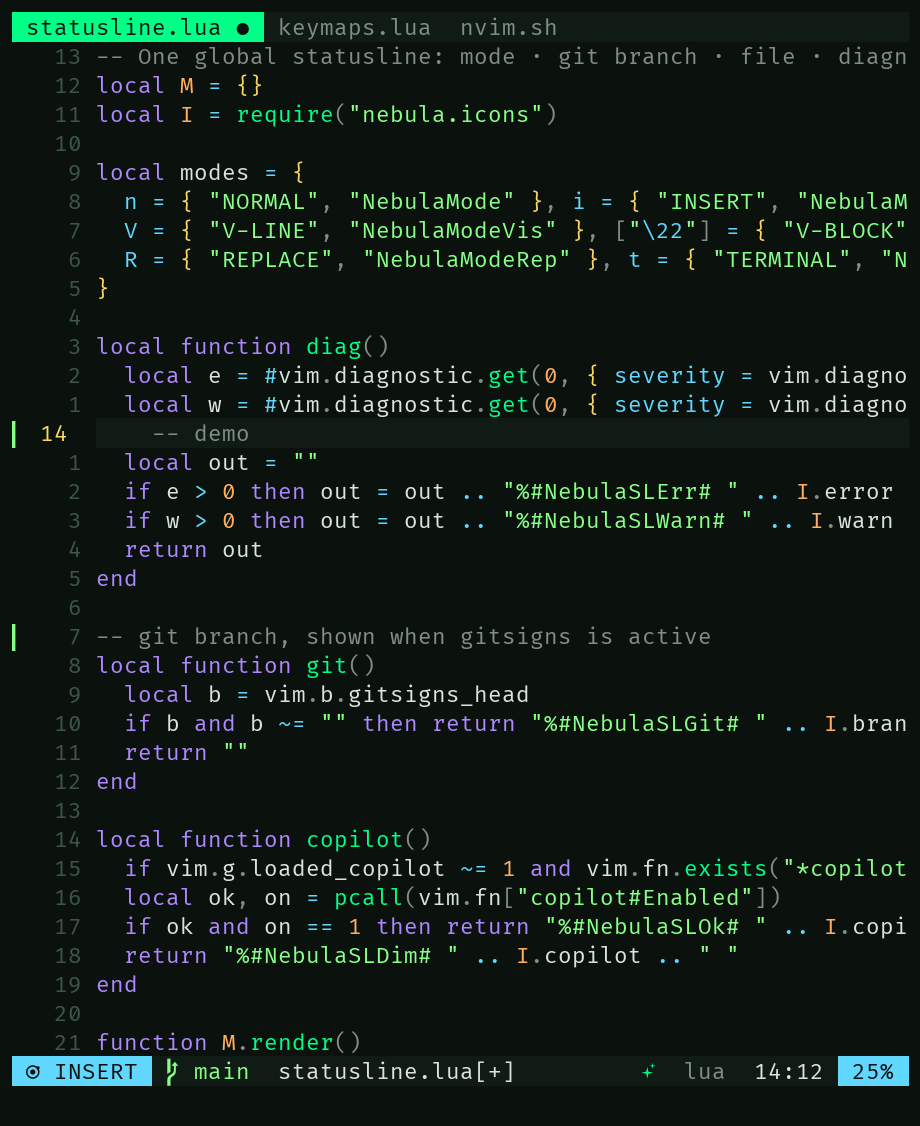 statusline.lua ● keymaps.lua nvim.sh
13 -- One global statusline: mode · git branch · file · diagn
12 local M = {}
11 local I = require("nebula.icons")
10
9 local modes = {
8   n = { "NORMAL", "NebulaMode" }, i = { "INSERT", "NebulaM
7   V = { "V-LINE", "NebulaModeVis" }, ["\22"] = { "V-BLOCK"
6   R = { "REPLACE", "NebulaModeRep" }, t = { "TERMINAL", "N
5 }
4
3 local function diag()
2   local e = #vim.diagnostic.get(0, { severity = vim.diagno
1   local w = #vim.diagnostic.get(0, { severity = vim.diagno
14     -- demo
1   local out = ""
2   if e > 0 then out = out .. "%#NebulaSLErr# " .. I.error
3   if w > 0 then out = out .. "%#NebulaSLWarn# " .. I.warn
4   return out
5 end
6
7 -- git branch, shown when gitsigns is active
8 local function git()
9   local b = vim.b.gitsigns_head
10   if b and b ~= "" then return "%#NebulaSLGit# " .. I.bran
11   return ""
12 end
13
14 local function copilot()
15   if vim.g.loaded_copilot ~= 1 and vim.fn.exists("*copilot
16   local ok, on = pcall(vim.fn["copilot#Enabled"])
17   if ok and on == 1 then return "%#NebulaSLOk# " .. I.copi
18   return "%#NebulaSLDim# " .. I.copilot .. " "
19 end
20
21 function M.render()
INSERT main statusline.lua[+] lua 14:12 25%